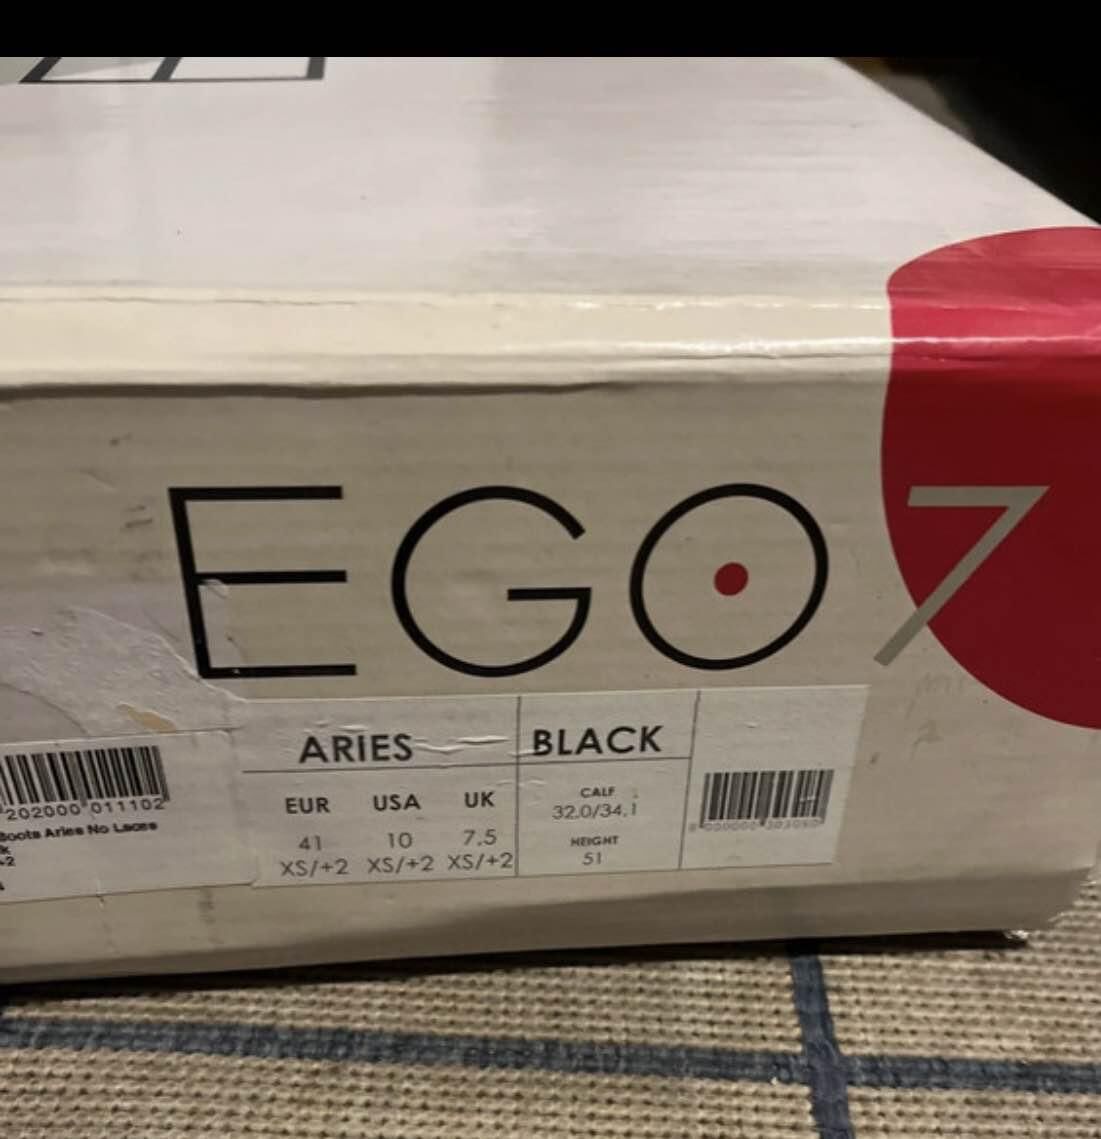 EGO7
ARIES BLACK
EUR USA UK
41 10 7,5
XS/+2 XS/+2 XS/+2
CALF
32,0/34,1
HEIGHT
51
202000 011102
Boots Aries No Laces
k
+2